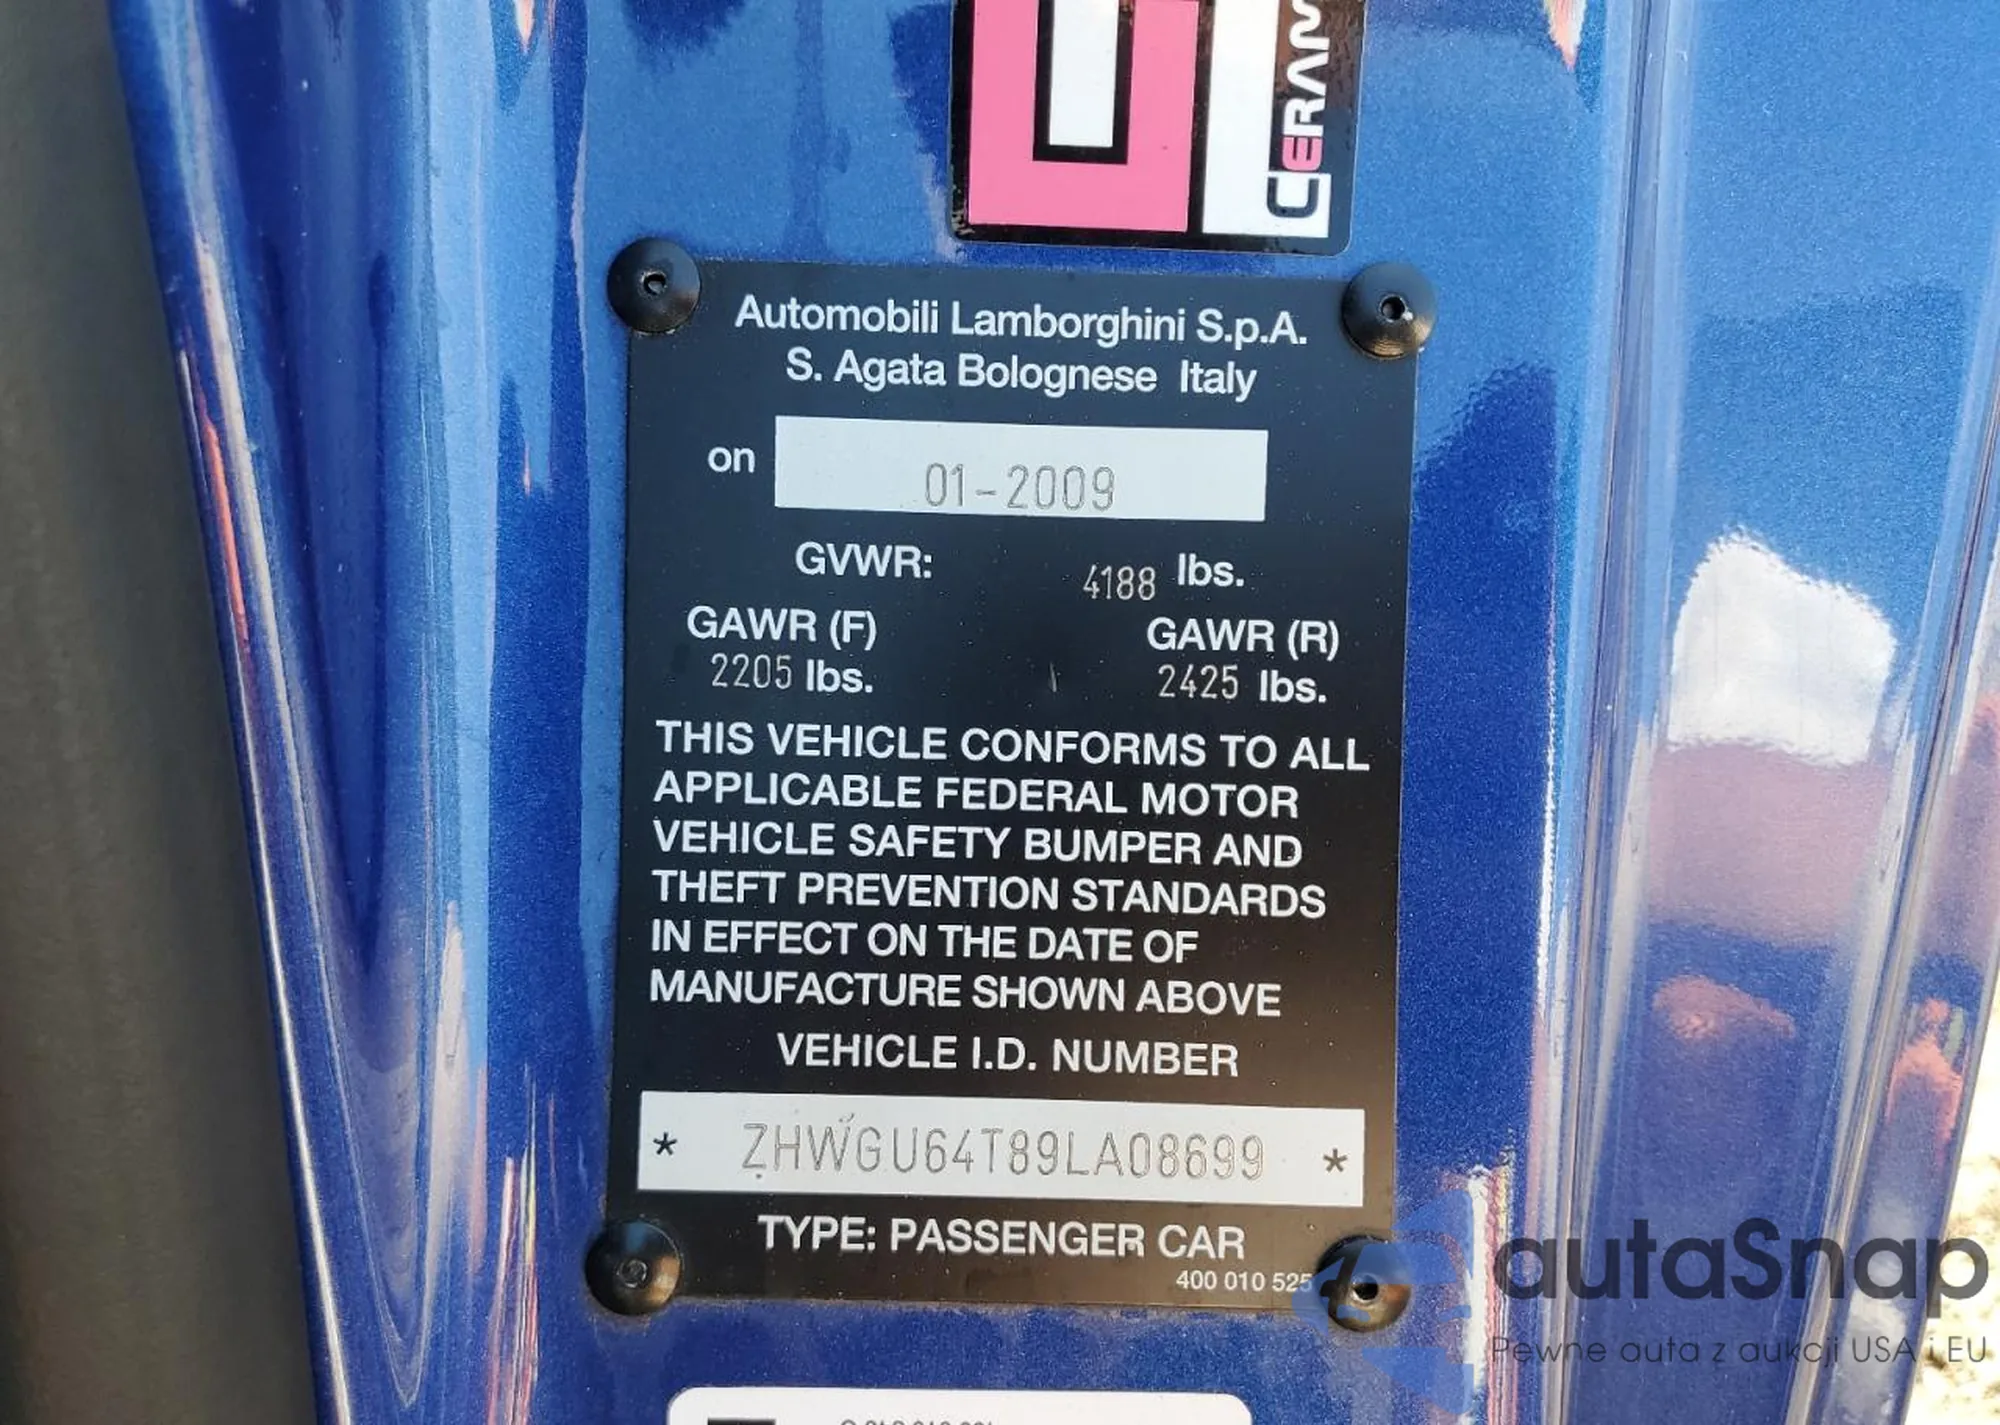 CERAM
Automobili Lamborghini S.p.A.
S. Agata Bolognese Italy
on 01-2009
GVWR: 4188 lbs.
GAWR (F) GAWR (R)
2205 lbs. 2425 lbs.
THIS VEHICLE CONFORMS TO ALL
APPLICABLE FEDERAL MOTOR
VEHICLE SAFETY BUMPER AND
THEFT PREVENTION STANDARDS
IN EFFECT ON THE DATE OF
MANUFACTURE SHOWN ABOVE
VEHICLE I.D. NUMBER
* ZHWGU64T89LA08699 *
TYPE: PASSENGER CAR
400 010 525
autaSnap
Pewne auta z aukcji USA i EU